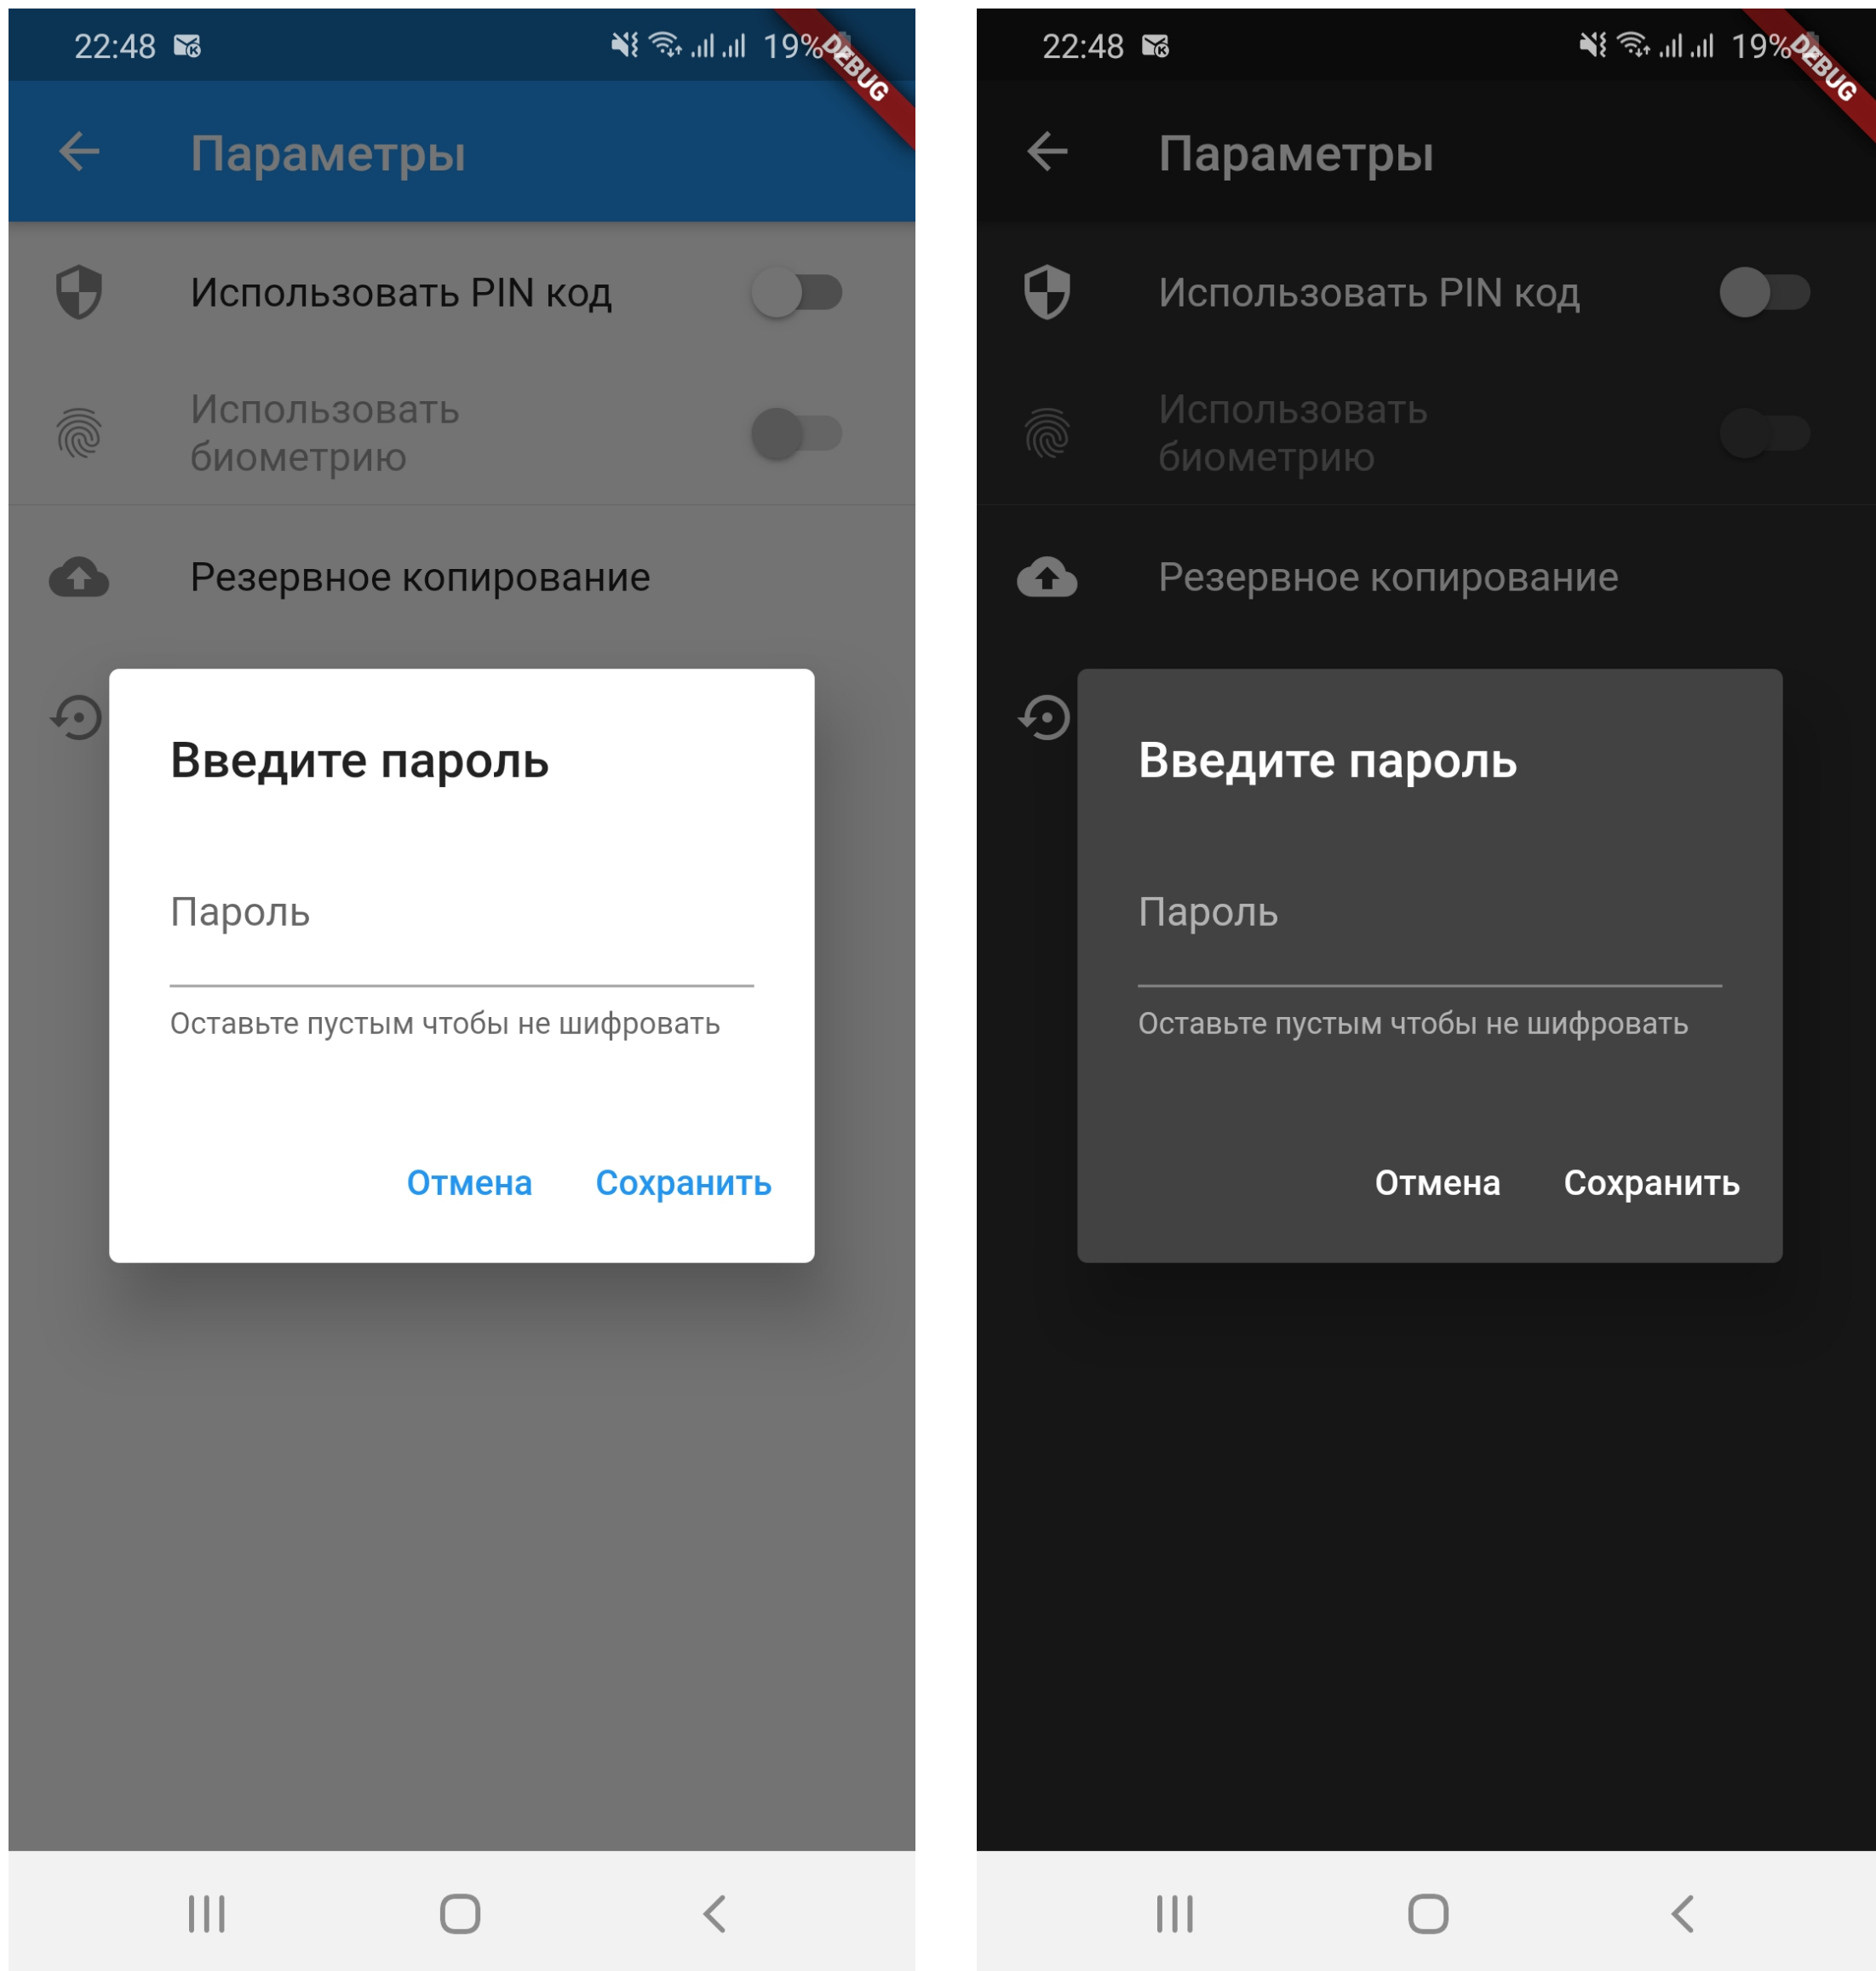 22:48
19%
DEBUG
Параметры
Использовать PIN код
Использовать
биометрию
Резервное копирование
Введите пароль
Пароль
Оставьте пустым чтобы не шифровать
Отмена
Сохранить
22:48
19%
DEBUG
Параметры
Использовать PIN код
Использовать
биометрию
Резервное копирование
Введите пароль
Пароль
Оставьте пустым чтобы не шифровать
Отмена
Сохранить